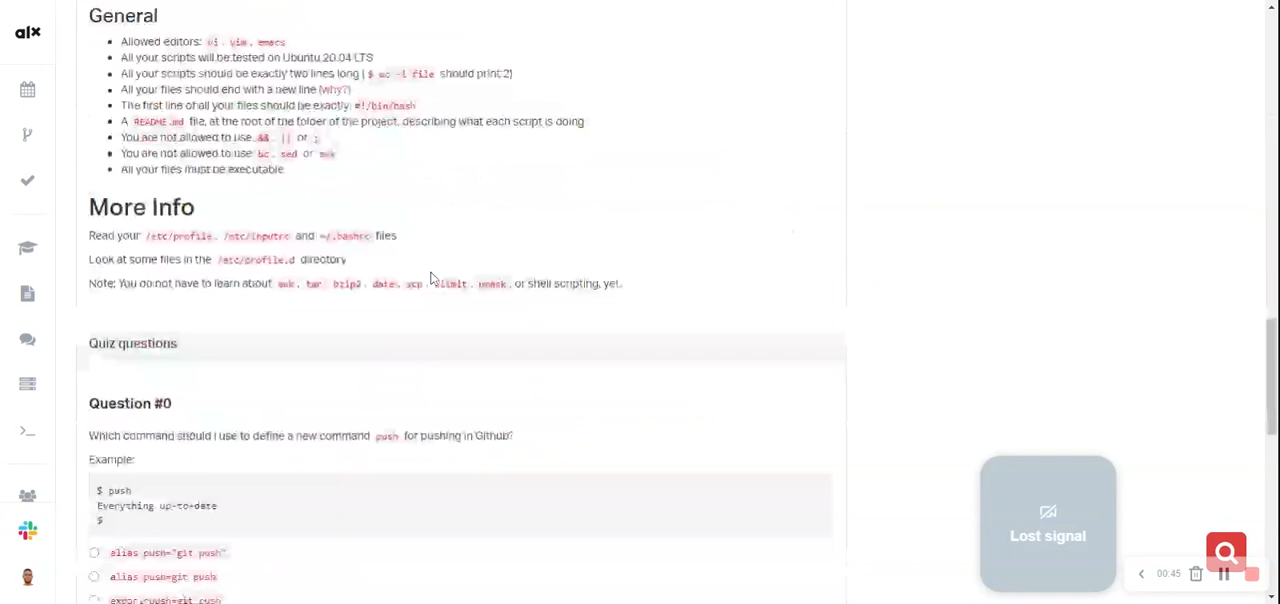 alx
General
Allowed editors: vi, vim, emacs
All your scripts will be tested on Ubuntu 20.04 LTS
All your scripts should be exactly two lines long ( $ wc -l file should print 2)
All your files should end with a new line (why?)
The first line of all your files should be exactly #!/bin/bash
A README.md file, at the root of the folder of the project, describing what each script is doing
You are not allowed to use &&, || or ;
You are not allowed to use bc, sed or awk
All your files must be executable
More Info
Read your /etc/profile, /etc/inputrc and ~/.bashrc files
Look at some files in the /etc/profile.d directory
Note: You do not have to learn about awk, tar, bzip2, date, scp, ulimit, umask, or shell scripting, yet.
Quiz questions
Question #0
Which command should I use to define a new command push for pushing in Github?
Example:
$ push
Everything up-to-date
$
alias push="git push"
alias push=git push
export push=git push
Lost signal
00:45